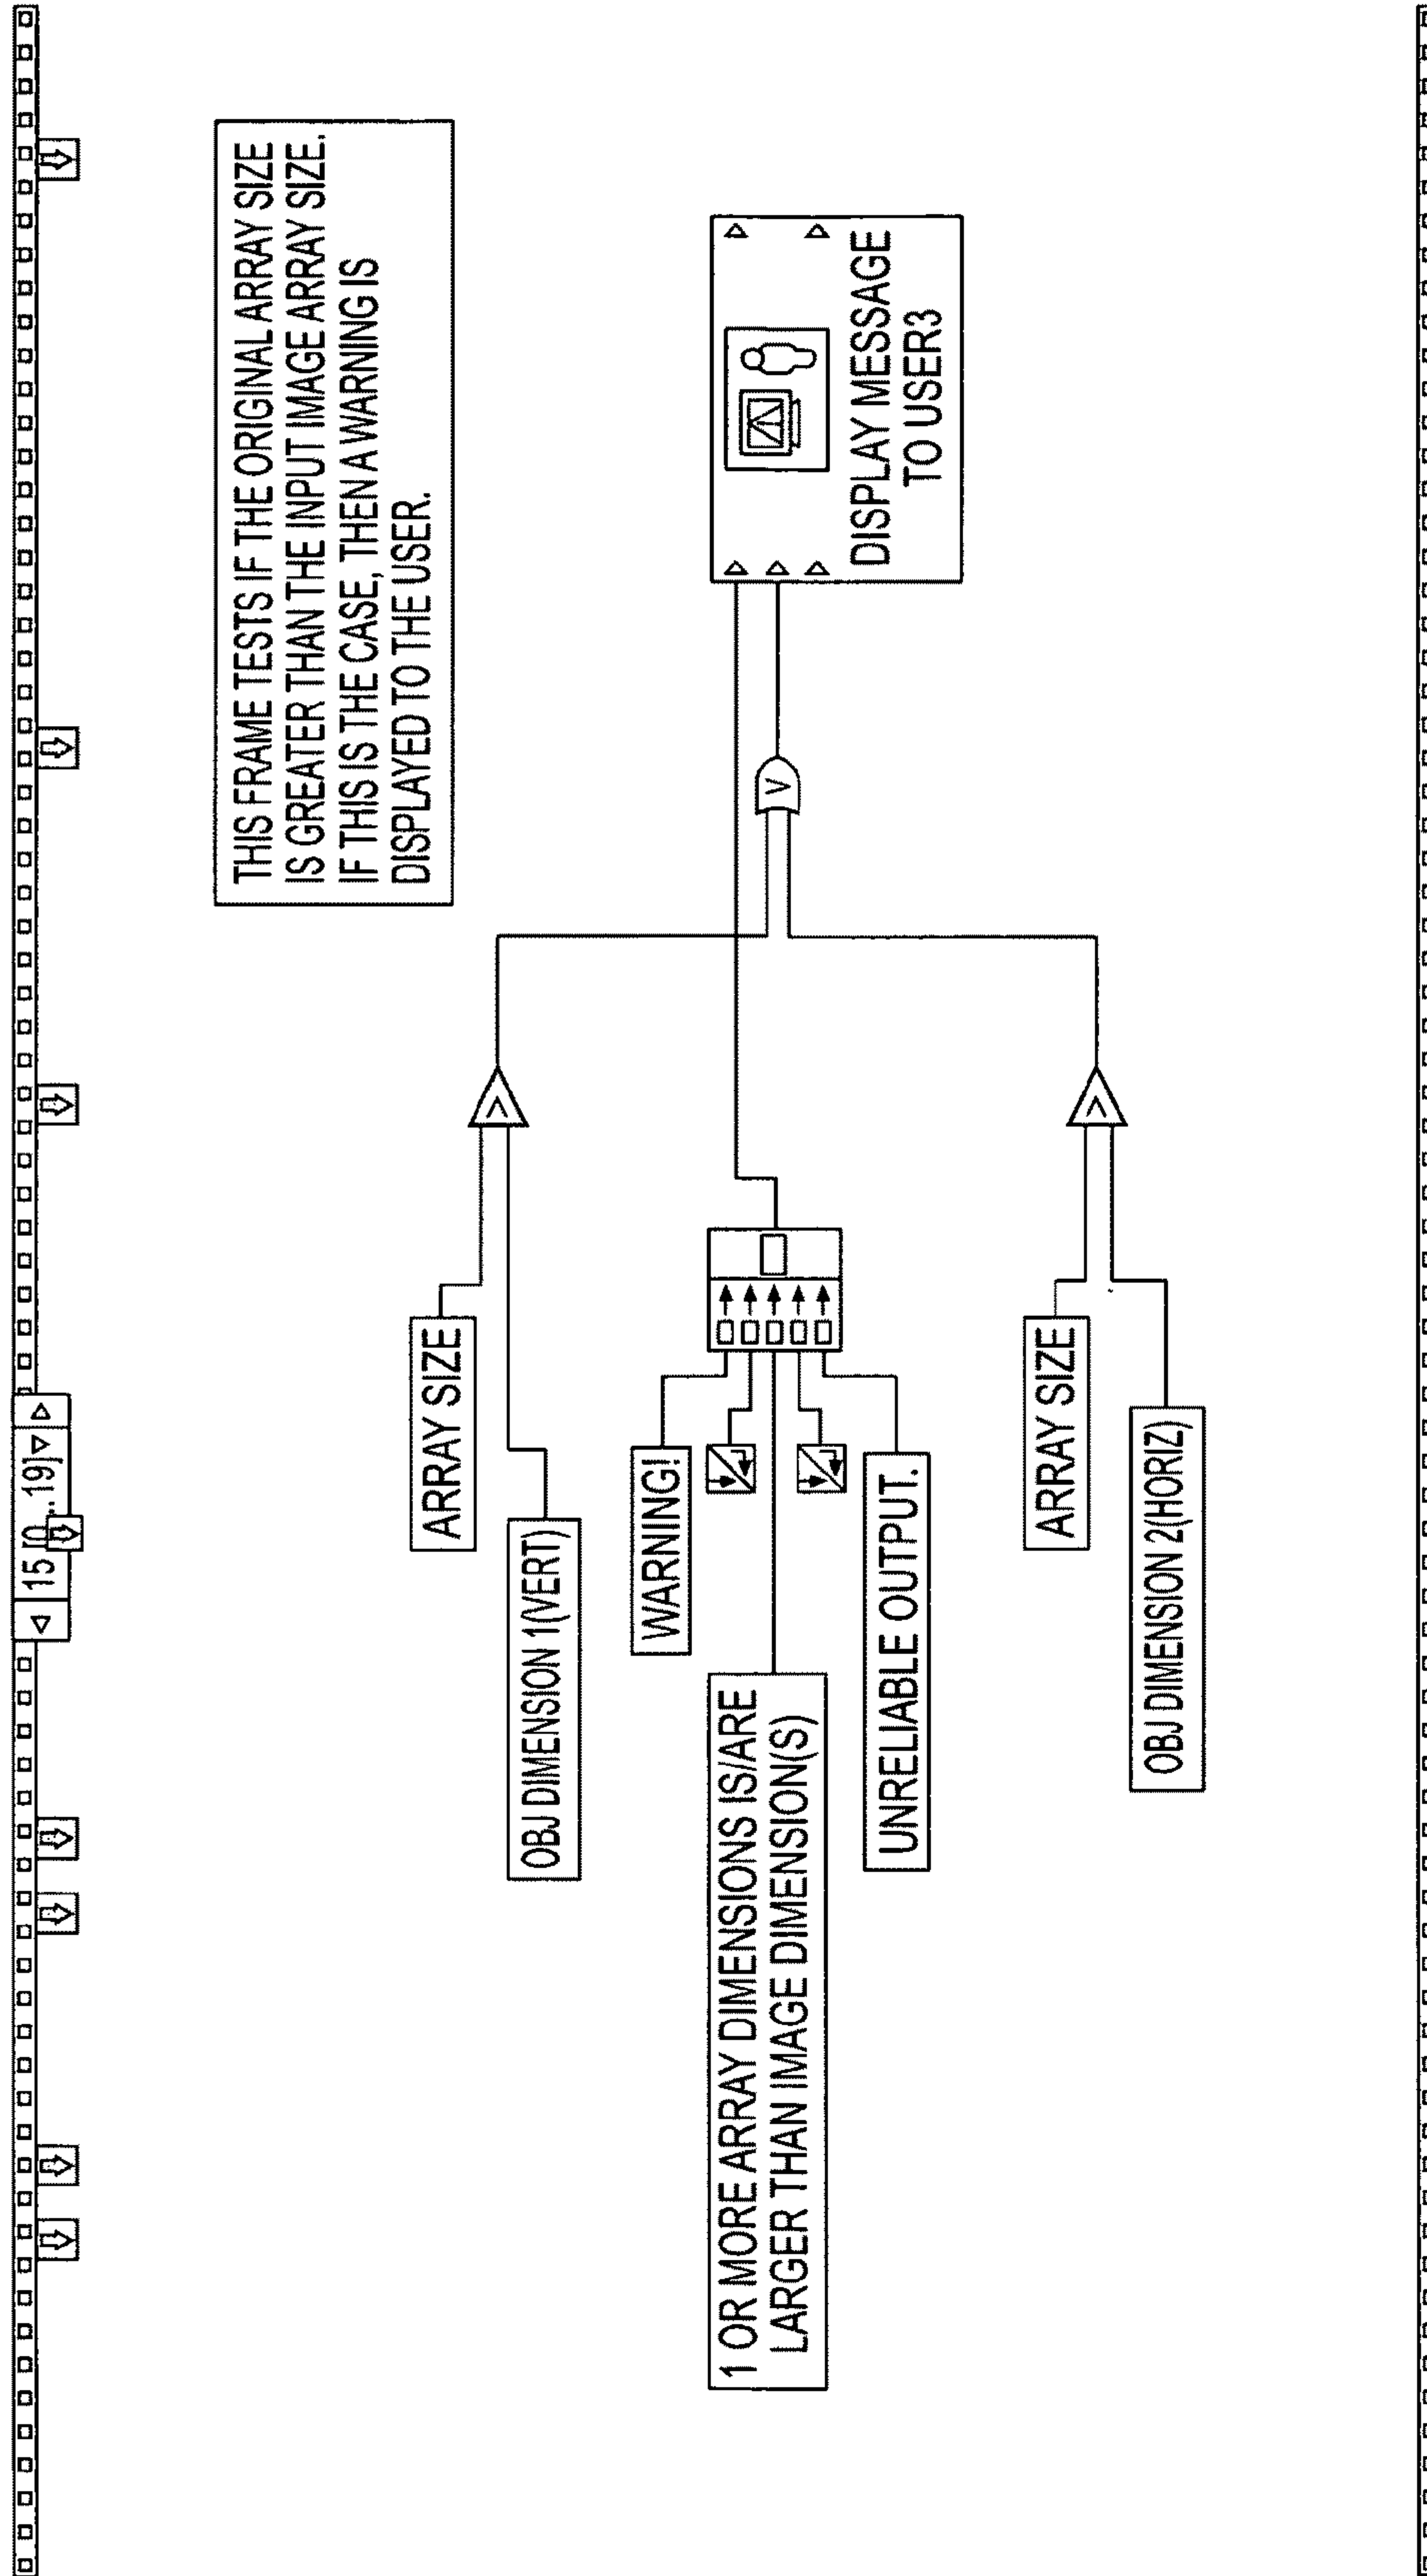 15 [0 .. 19]
THIS FRAME TESTS IF THE ORIGINAL ARRAY SIZE
IS GREATER THAN THE INPUT IMAGE ARRAY SIZE.
IF THIS IS THE CASE, THEN A WARNING IS
DISPLAYED TO THE USER.
ARRAY SIZE
OBJ DIMENSION 1(VERT)
WARNING!
1 OR MORE ARRAY DIMENSIONS IS/ARE
LARGER THAN IMAGE DIMENSION(S)
UNRELIABLE OUTPUT.
DISPLAY MESSAGE
TO USER3
ARRAY SIZE
OBJ DIMENSION 2(HORIZ)